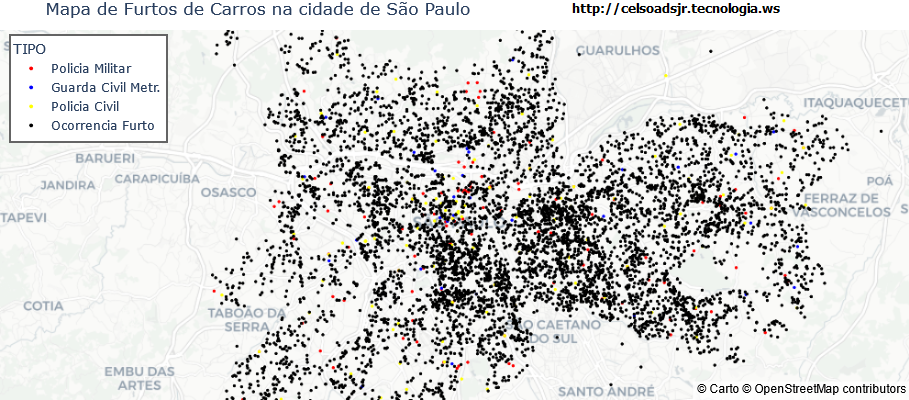 Mapa de Furtos de Carros na cidade de São Paulo
http://celsoadsjr.tecnologia.ws
TIPO
Policia Militar
Guarda Civil Metr.
Policia Civil
Ocorrencia Furto
GUARULHOS
ITAQUAQUECETU
BARUERI
CARAPICUÍBA
JANDIRA
OSASCO
POÁ
TAPEVI
FERRAZ DE
VASCONCELOS
COTIA
TABOÃO DA
SERRA
CAETANO
DO SUL
EMBU DAS
ARTES
SANTO ANDRÉ
© Carto © OpenStreetMap contributors